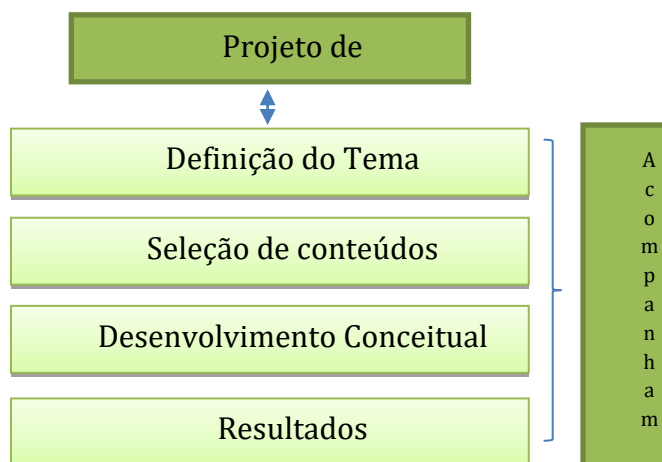 Projeto de
Definição do Tema
Seleção de conteúdos
Desenvolvimento Conceitual
Resultados
A
c
o
m
p
a
n
h
a
m